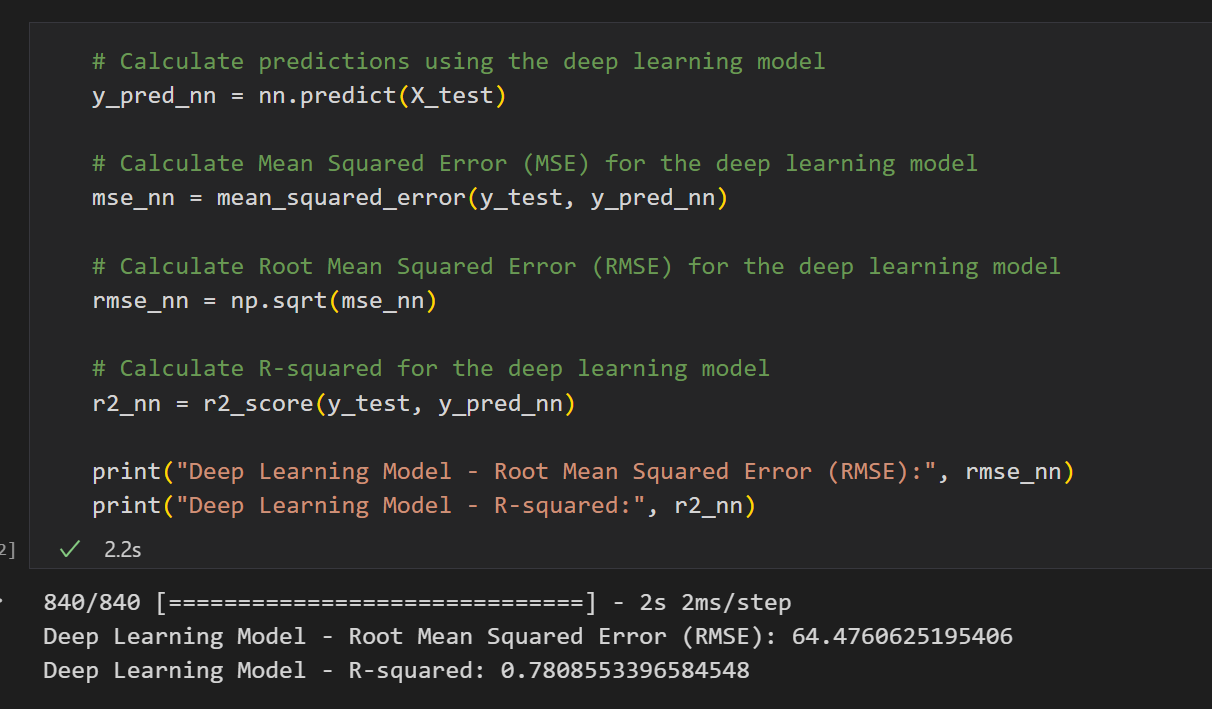 # Calculate predictions using the deep learning model
y_pred_nn = nn.predict(X_test)
# Calculate Mean Squared Error (MSE) for the deep learning model
mse_nn = mean_squared_error(y_test, y_pred_nn)
# Calculate Root Mean Squared Error (RMSE) for the deep learning model
rmse_nn = np.sqrt(mse_nn)
# Calculate R-squared for the deep learning model
r2_nn = r2_score(y_test, y_pred_nn)
print("Deep Learning Model - Root Mean Squared Error (RMSE):", rmse_nn)
print("Deep Learning Model - R-squared:", r2_nn)
2] ✓ 2.2s
840/840 [==============================] - 2s 2ms/step
Deep Learning Model - Root Mean Squared Error (RMSE): 64.4760625195406
Deep Learning Model - R-squared: 0.7808553396584548